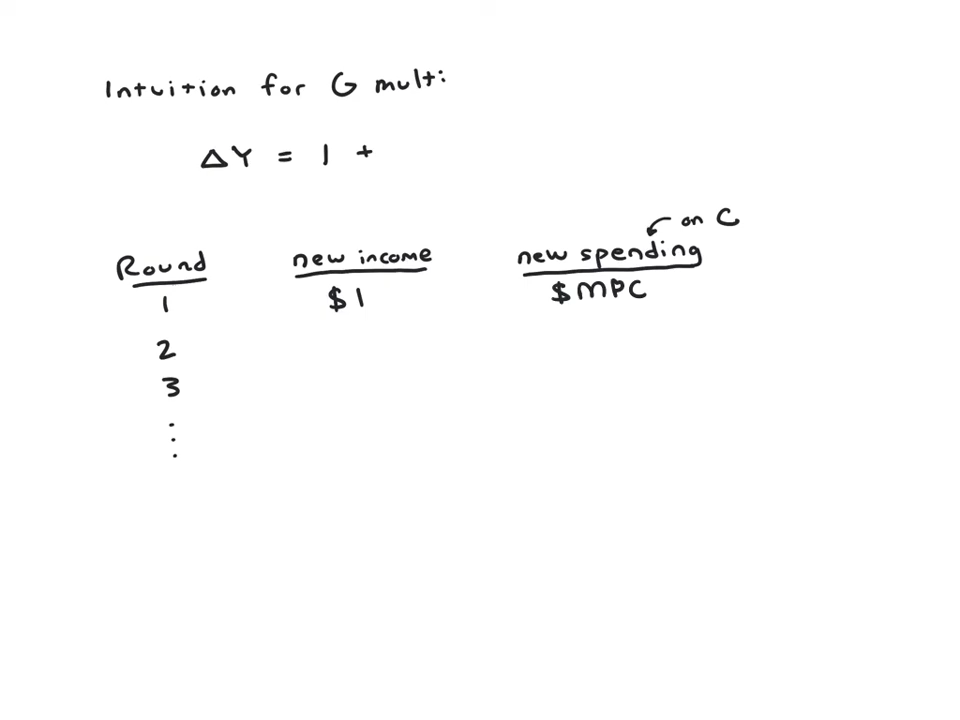 Intuition for G mult:
ΔY = 1 +
on C
Round new income new spending
1 $1 $MPC
2
3
⋮